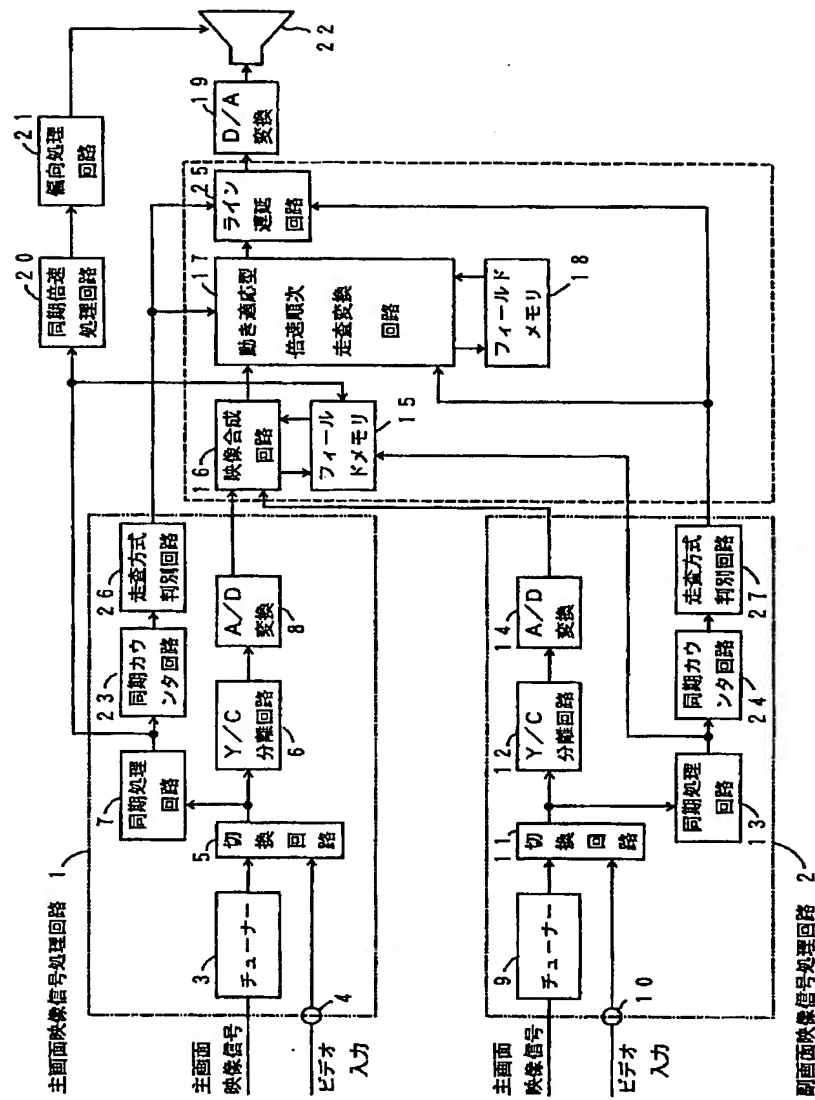 主画面映像信号処理回路 1
主画面
映像信号
3
チューナー
ビデオ
入力
4
5
切換回路
7
同期処理
回路
23
同期カウ
ンタ回路
26
走査方式
判別回路
Y/C
分離回路
6
A/D
変換
8
主画面
映像信号
9
チューナー
ビデオ
入力
10
11
切換回路
12
Y/C
分離回路
14
A/D
変換
同期処理
回路
13
同期カウ
ンタ回路
24
走査方式
判別回路
27
副画面映像信号処理回路 2
16
映像合成
回路
フィール
ドメモリ
15
17
動き適応型
倍速順次
走査変換
回路
フィールド
メモリ
18
25
ライン
遅延
回路
19
D/A
変換
20
同期倍速
処理回路
21
偏向処理
回路
22